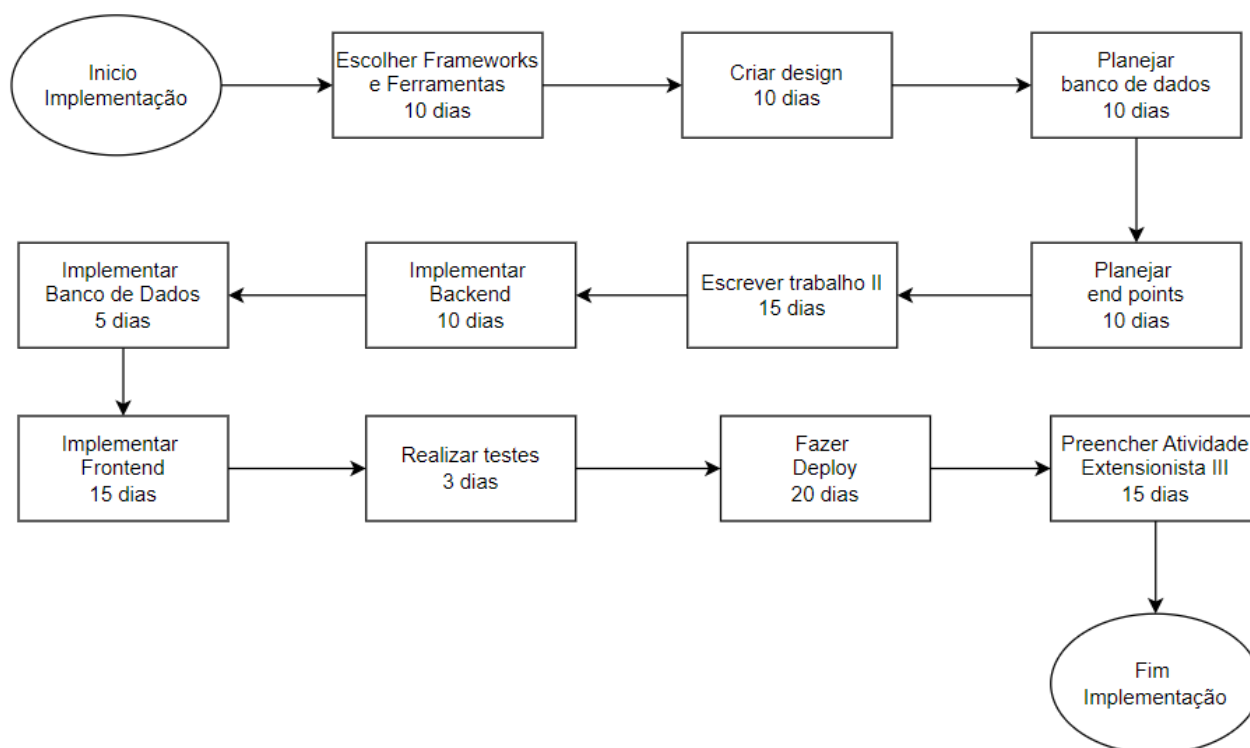 Inicio
Implementação
Escolher Frameworks
e Ferramentas
10 dias
Criar design
10 dias
Planejar
banco de dados
10 dias
Planejar
end points
10 dias
Escrever trabalho II
15 dias
Implementar
Backend
10 dias
Implementar
Banco de Dados
5 dias
Implementar
Frontend
15 dias
Realizar testes
3 dias
Fazer
Deploy
20 dias
Preencher Atividade
Extensionista III
15 dias
Fim
Implementação